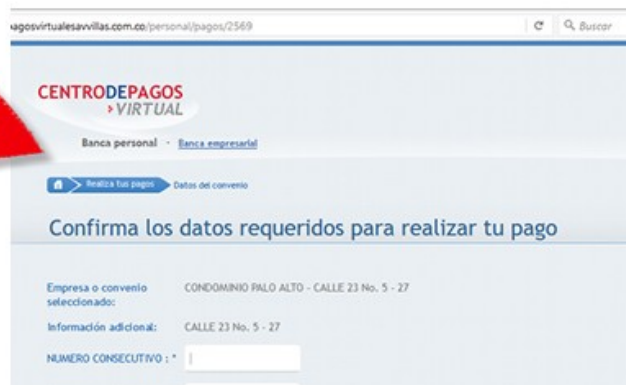 agosvirtualesavvillas.com.co/personal/pagos/2569
Buscar
CENTRODEPAGOS
VIRTUAL
Banca personal · Banca empresarial
Realiza tus pagos Datos del convenio
Confirma los datos requeridos para realizar tu pago
Empresa o convenio seleccionado: CONDOMINIO PALO ALTO - CALLE 23 No. 5 - 27
Información adicional: CALLE 23 No. 5 - 27
NUMERO CONSECUTIVO : *